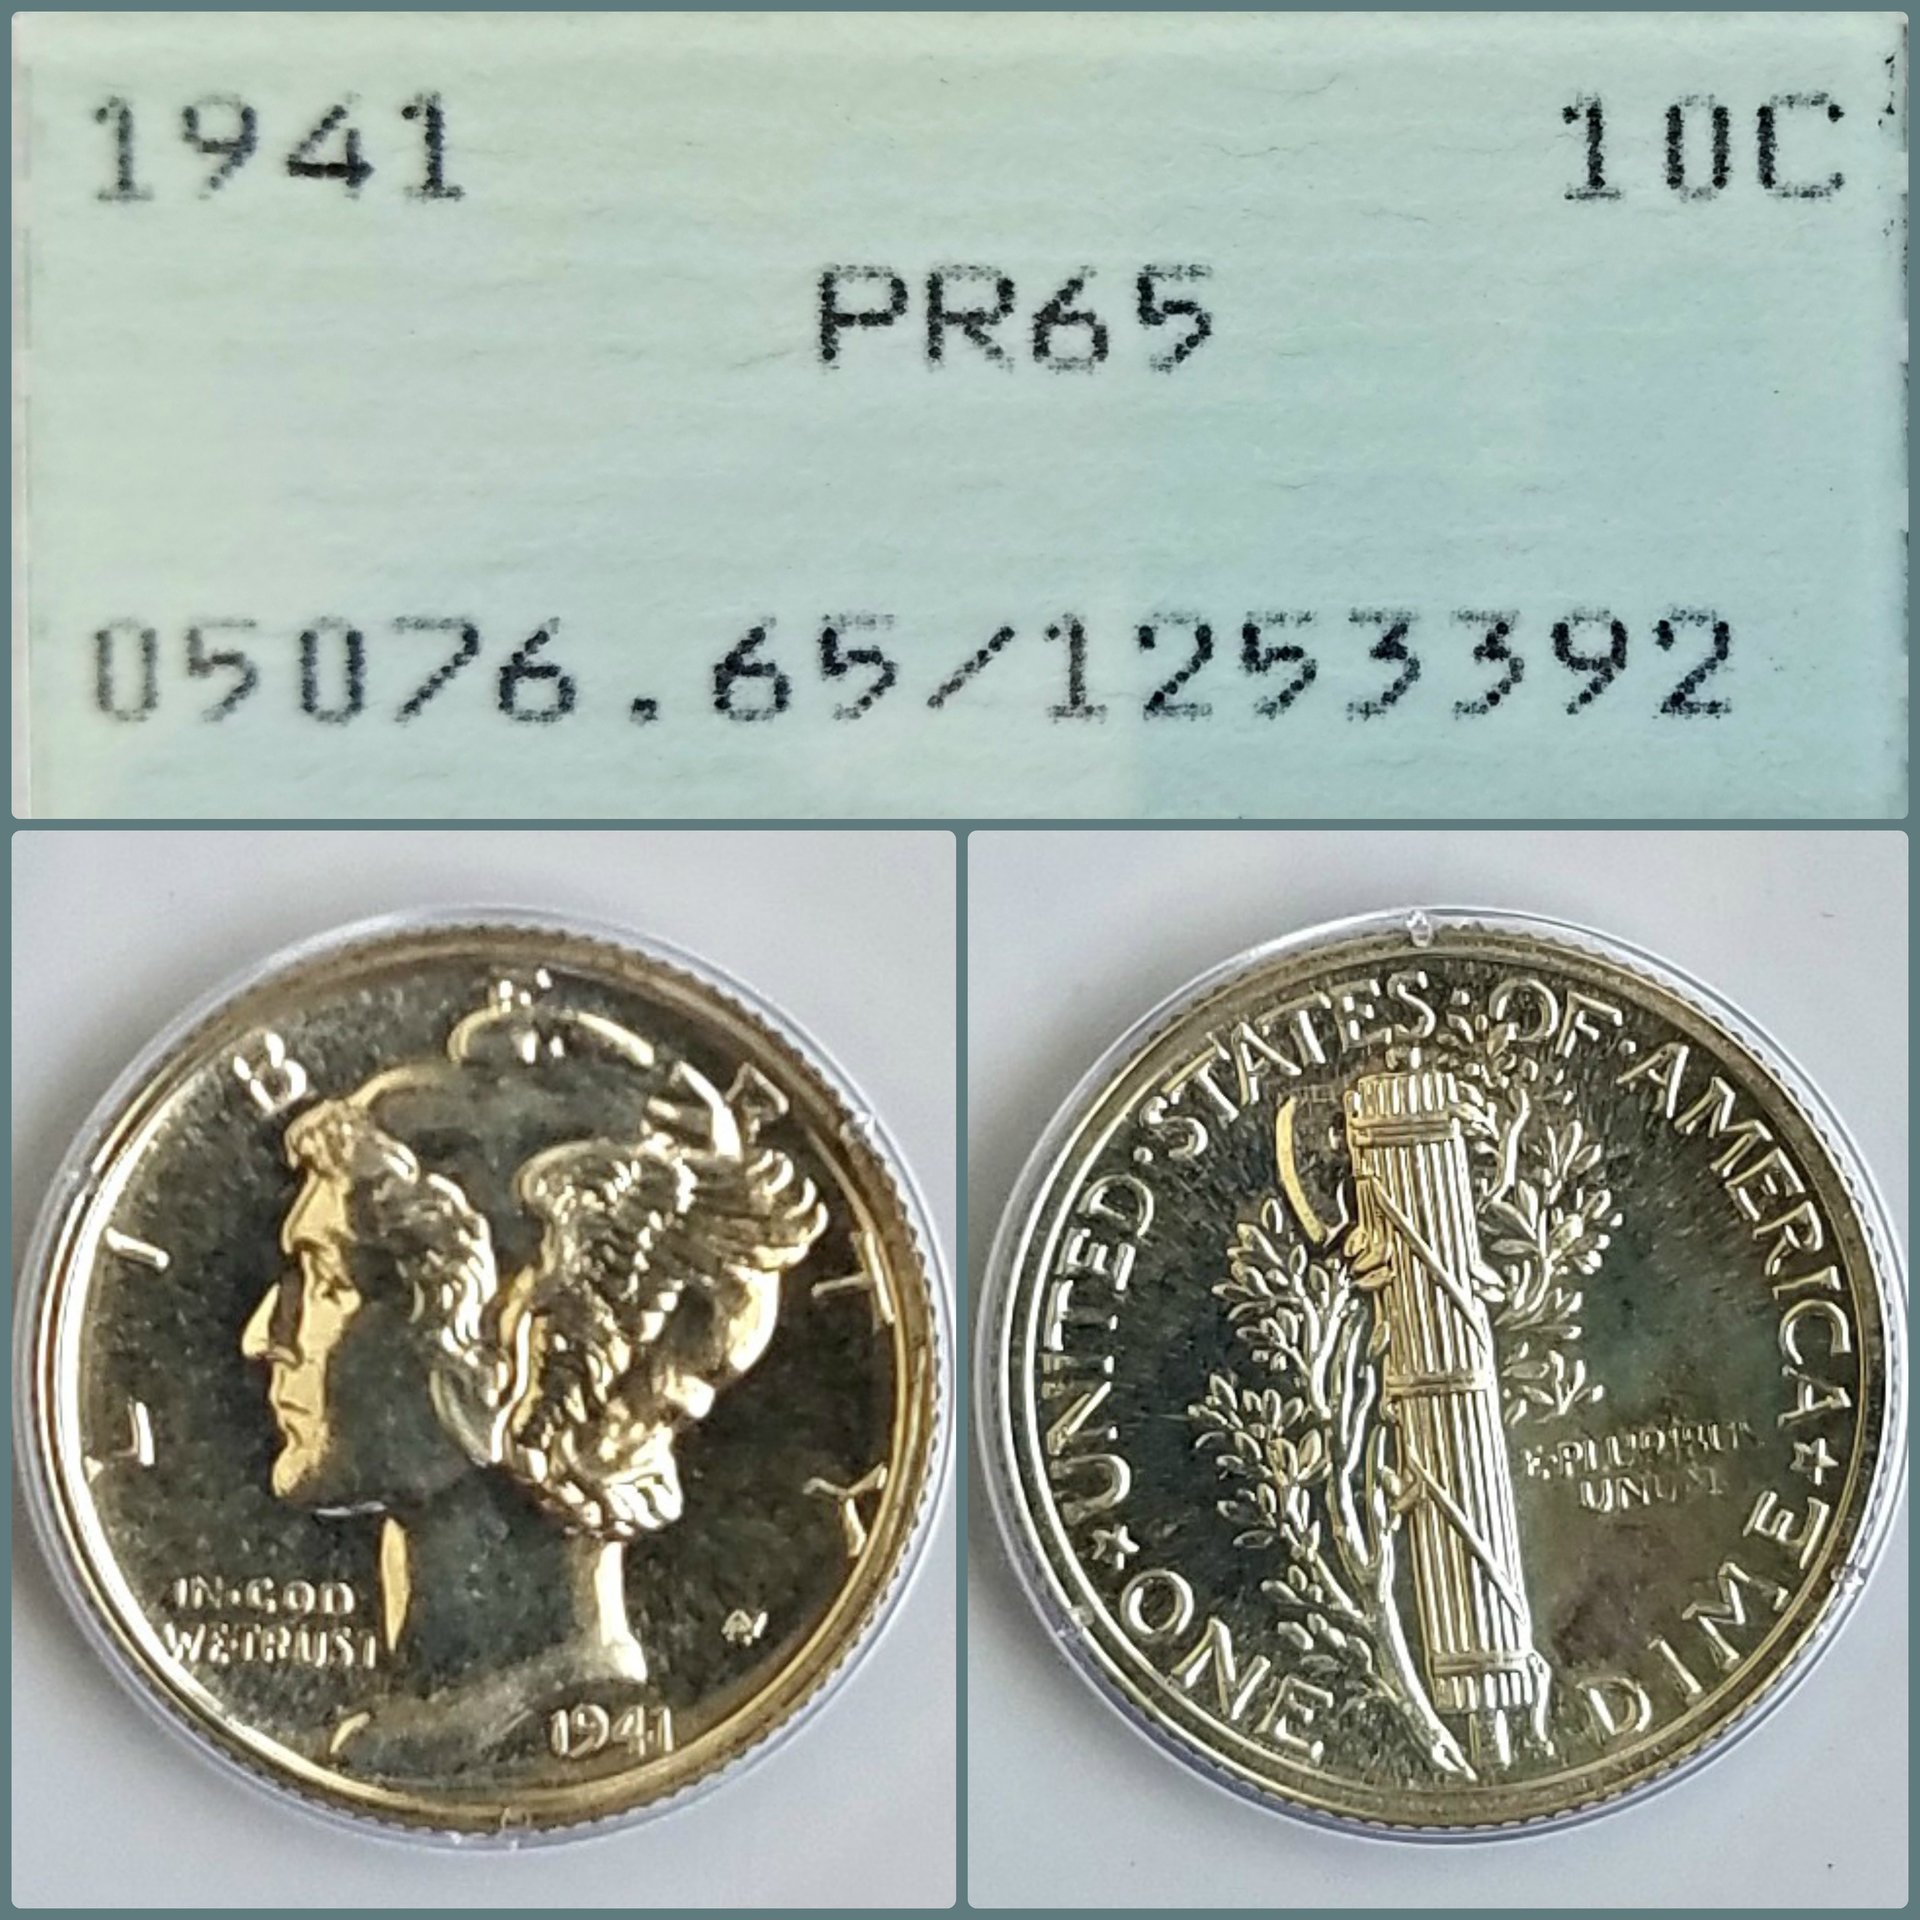 1941 10C
PR65
05076.65/1253392
LIBERTY
IN·GOD
WE·TRUST
1941
UNITED·STATES·OF·AMERICA
E·PLURIBUS
UNUM
ONE DIME